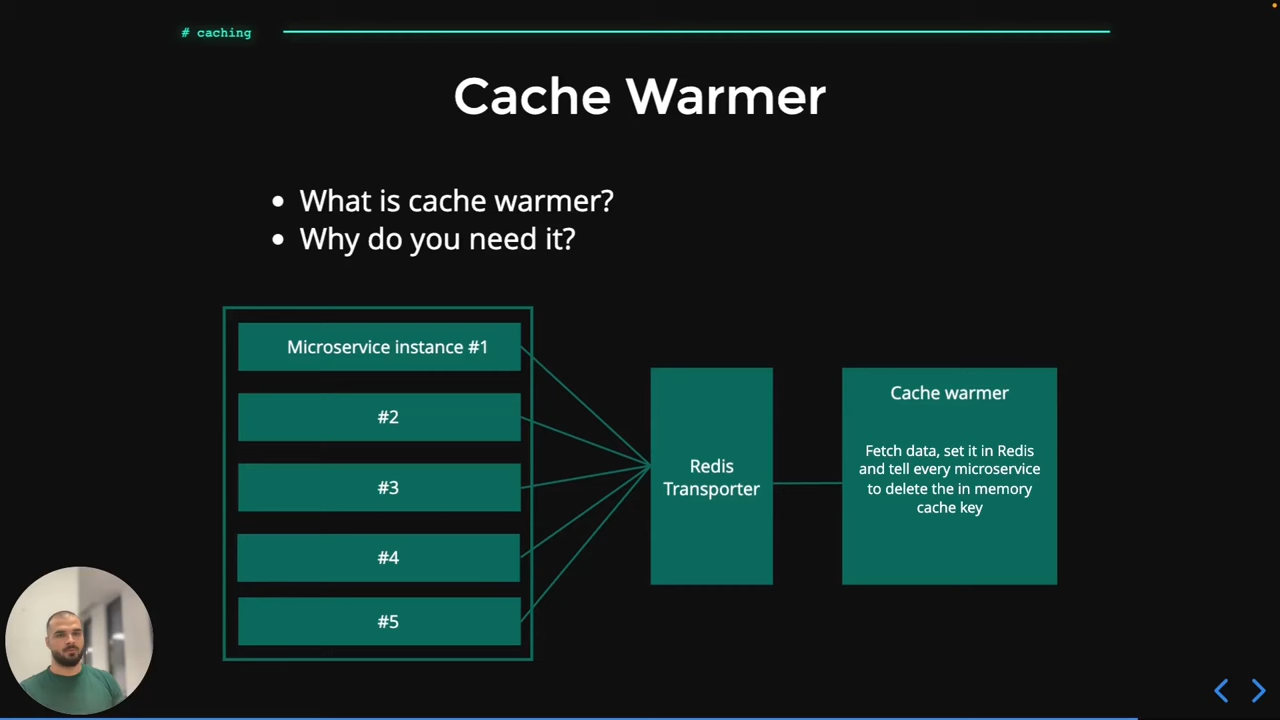 # caching
Cache Warmer
What is cache warmer?
Why do you need it?
Microservice instance #1
#2
#3
#4
#5
Redis
Transporter
Cache warmer
Fetch data, set it in Redis
and tell every microservice
to delete the in memory
cache key